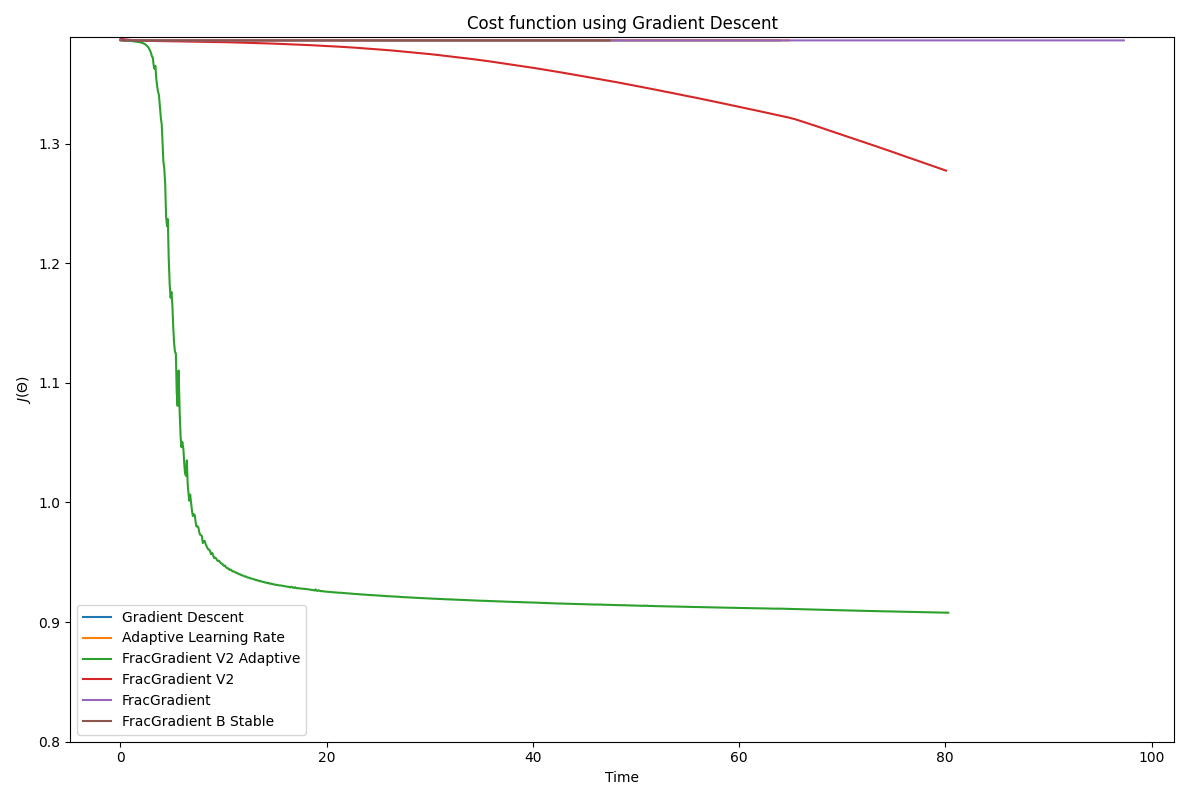 Cost function using Gradient Descent
1.3
1.2
1.1
1.0
0.9
0.8
J(Θ)
Gradient Descent
Adaptive Learning Rate
FracGradient V2 Adaptive
FracGradient V2
FracGradient
FracGradient B Stable
0 20 40 60 80 100
Time